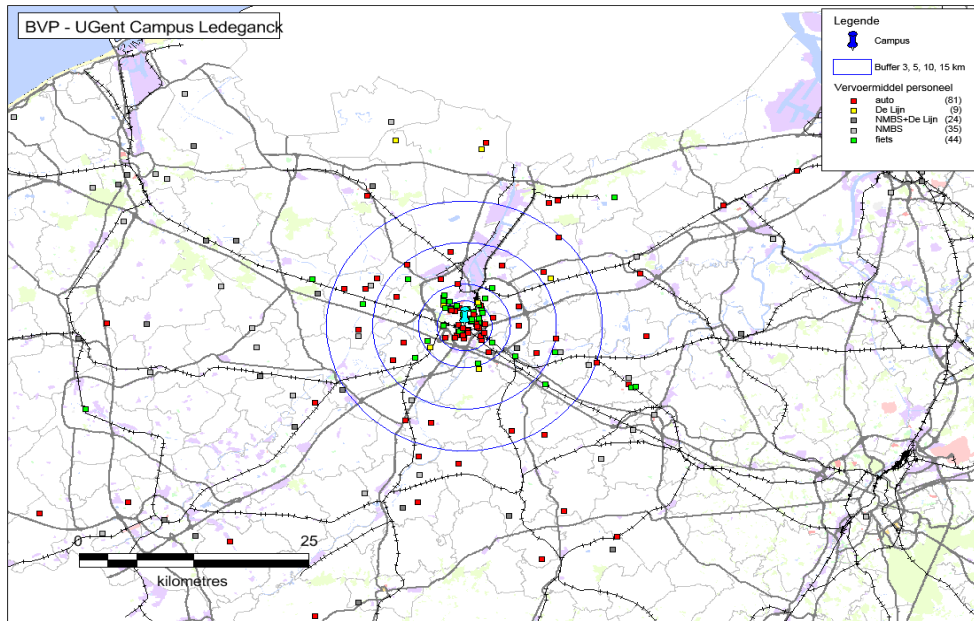 BVP - UGent Campus Ledeganck
Legende
Campus
Buffer 3, 5, 10, 15 km
Vervoermiddel personeel
auto (81)
De Lijn (9)
NMBS+De Lijn (24)
NMBS (35)
fiets (44)
0 25
kilometres